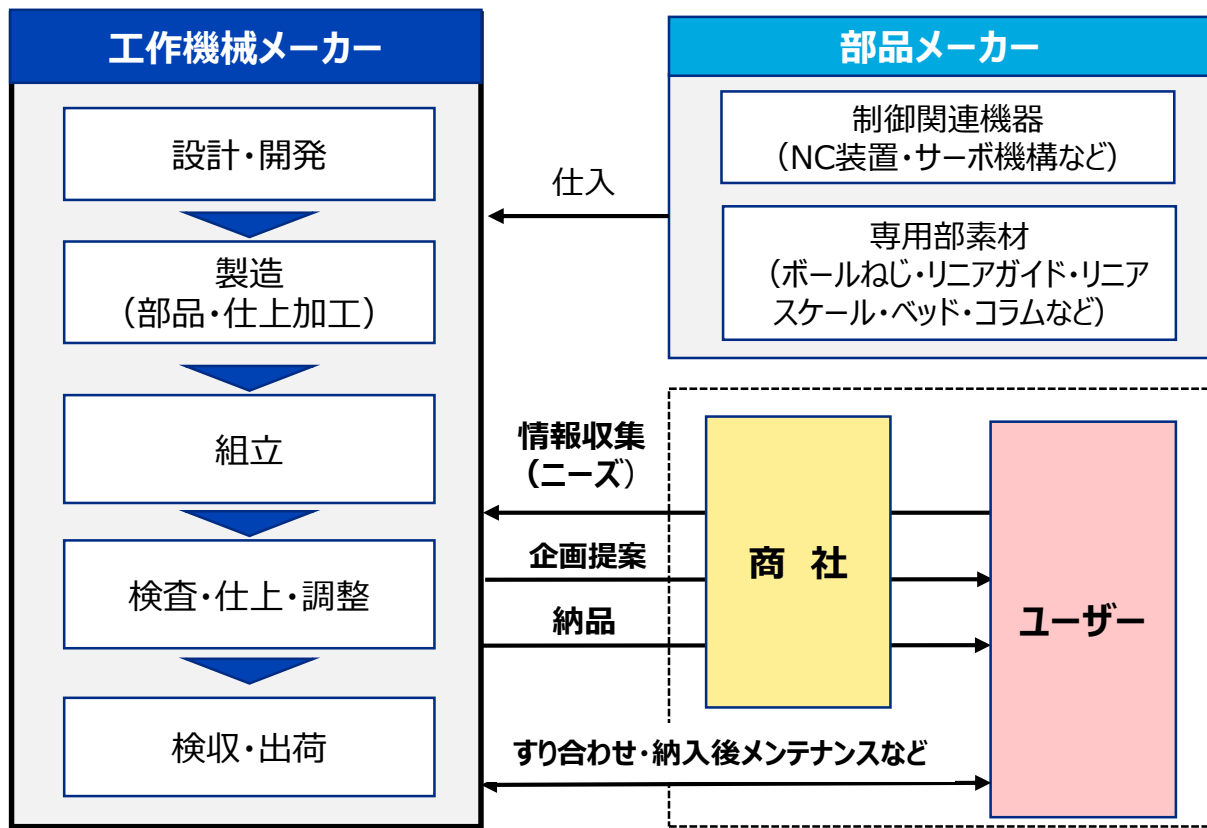 工作機械メーカー
設計・開発
製造
（部品・仕上加工）
組立
検査・仕上・調整
検収・出荷
仕入
部品メーカー
制御関連機器
（NC装置・サーボ機構など）
専用部素材
（ボールねじ・リニアガイド・リニア
スケール・ベッド・コラムなど）
情報収集
（ニーズ）
企画提案
納品
すり合わせ・納入後メンテナンスなど
商 社
ユーザー